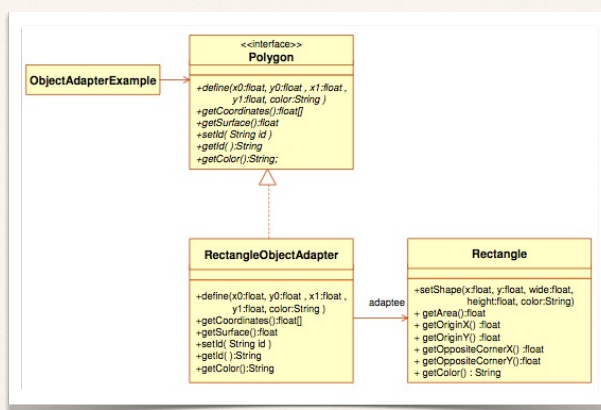 <<interface>>
Polygon
+define(x0:float, y0:float , x1:float ,
y1:float, color:String )
+getCoordinates():float[]
+getSurface():float
+setId( String id )
+getId( ):String
+getColor():String;
ObjectAdapterExample
RectangleObjectAdapter
+define(x0:float, y0:float , x1:float ,
y1:float, color:String )
+getCoordinates():float[]
+getSurface():float
+setId( String id )
+getId( ):String
+getColor():String
adaptee
Rectangle
+setShape(x:float, y:float, wide:float,
height:float, color:String)
+ getArea():float
+ getOriginX() :float
+ getOriginY() :float
+ getOppositeCornerX() :float
+ getOppositeCornerY():float
+ getColor() : String